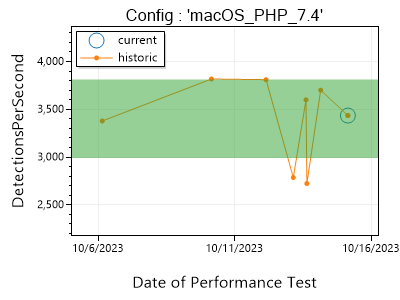 Config : 'macOS_PHP_7.4'
current
historic
DetectionsPerSecond
4,000
3,500
3,000
2,500
10/6/2023
10/11/2023
10/16/2023
Date of Performance Test